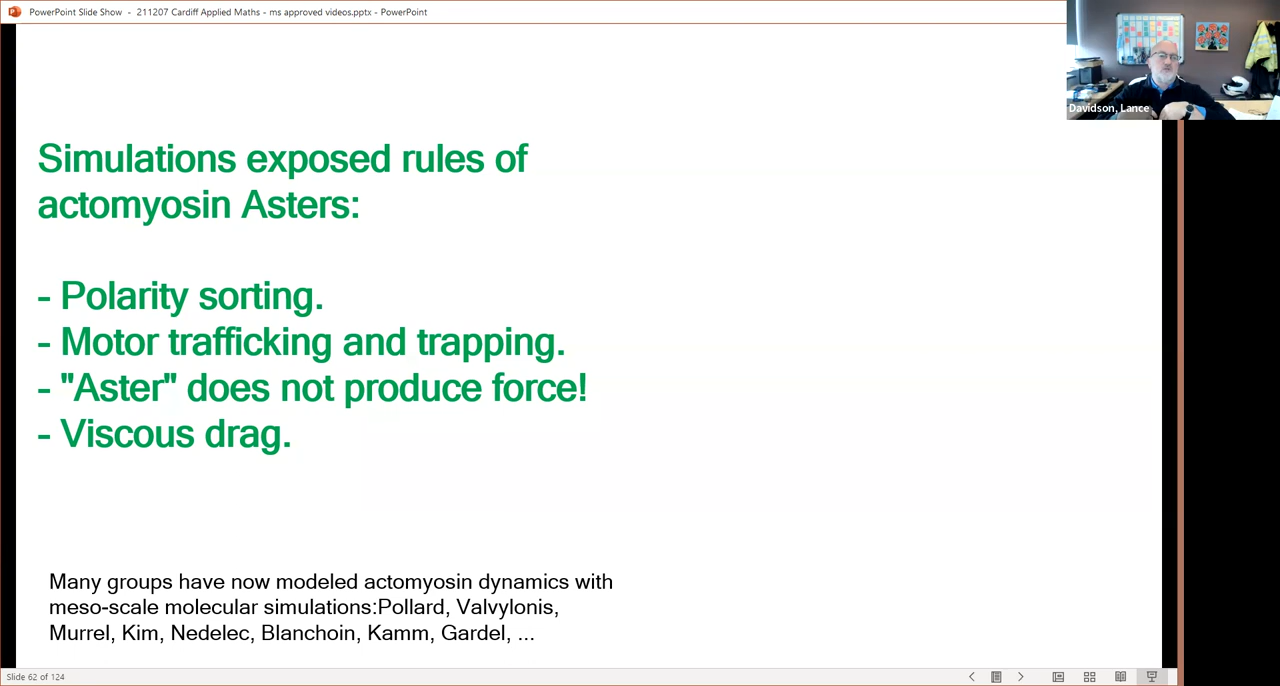 PowerPoint Slide Show - 211207 Cardiff Applied Maths - ms approved videos.pptx - PowerPoint
Davidson, Lance
Simulations exposed rules of
actomyosin Asters:
- Polarity sorting.
- Motor trafficking and trapping.
- "Aster" does not produce force!
- Viscous drag.
Many groups have now modeled actomyosin dynamics with
meso-scale molecular simulations:Pollard, Valvylonis,
Murrel, Kim, Nedelec, Blanchoin, Kamm, Gardel, ...
Slide 62 of 124